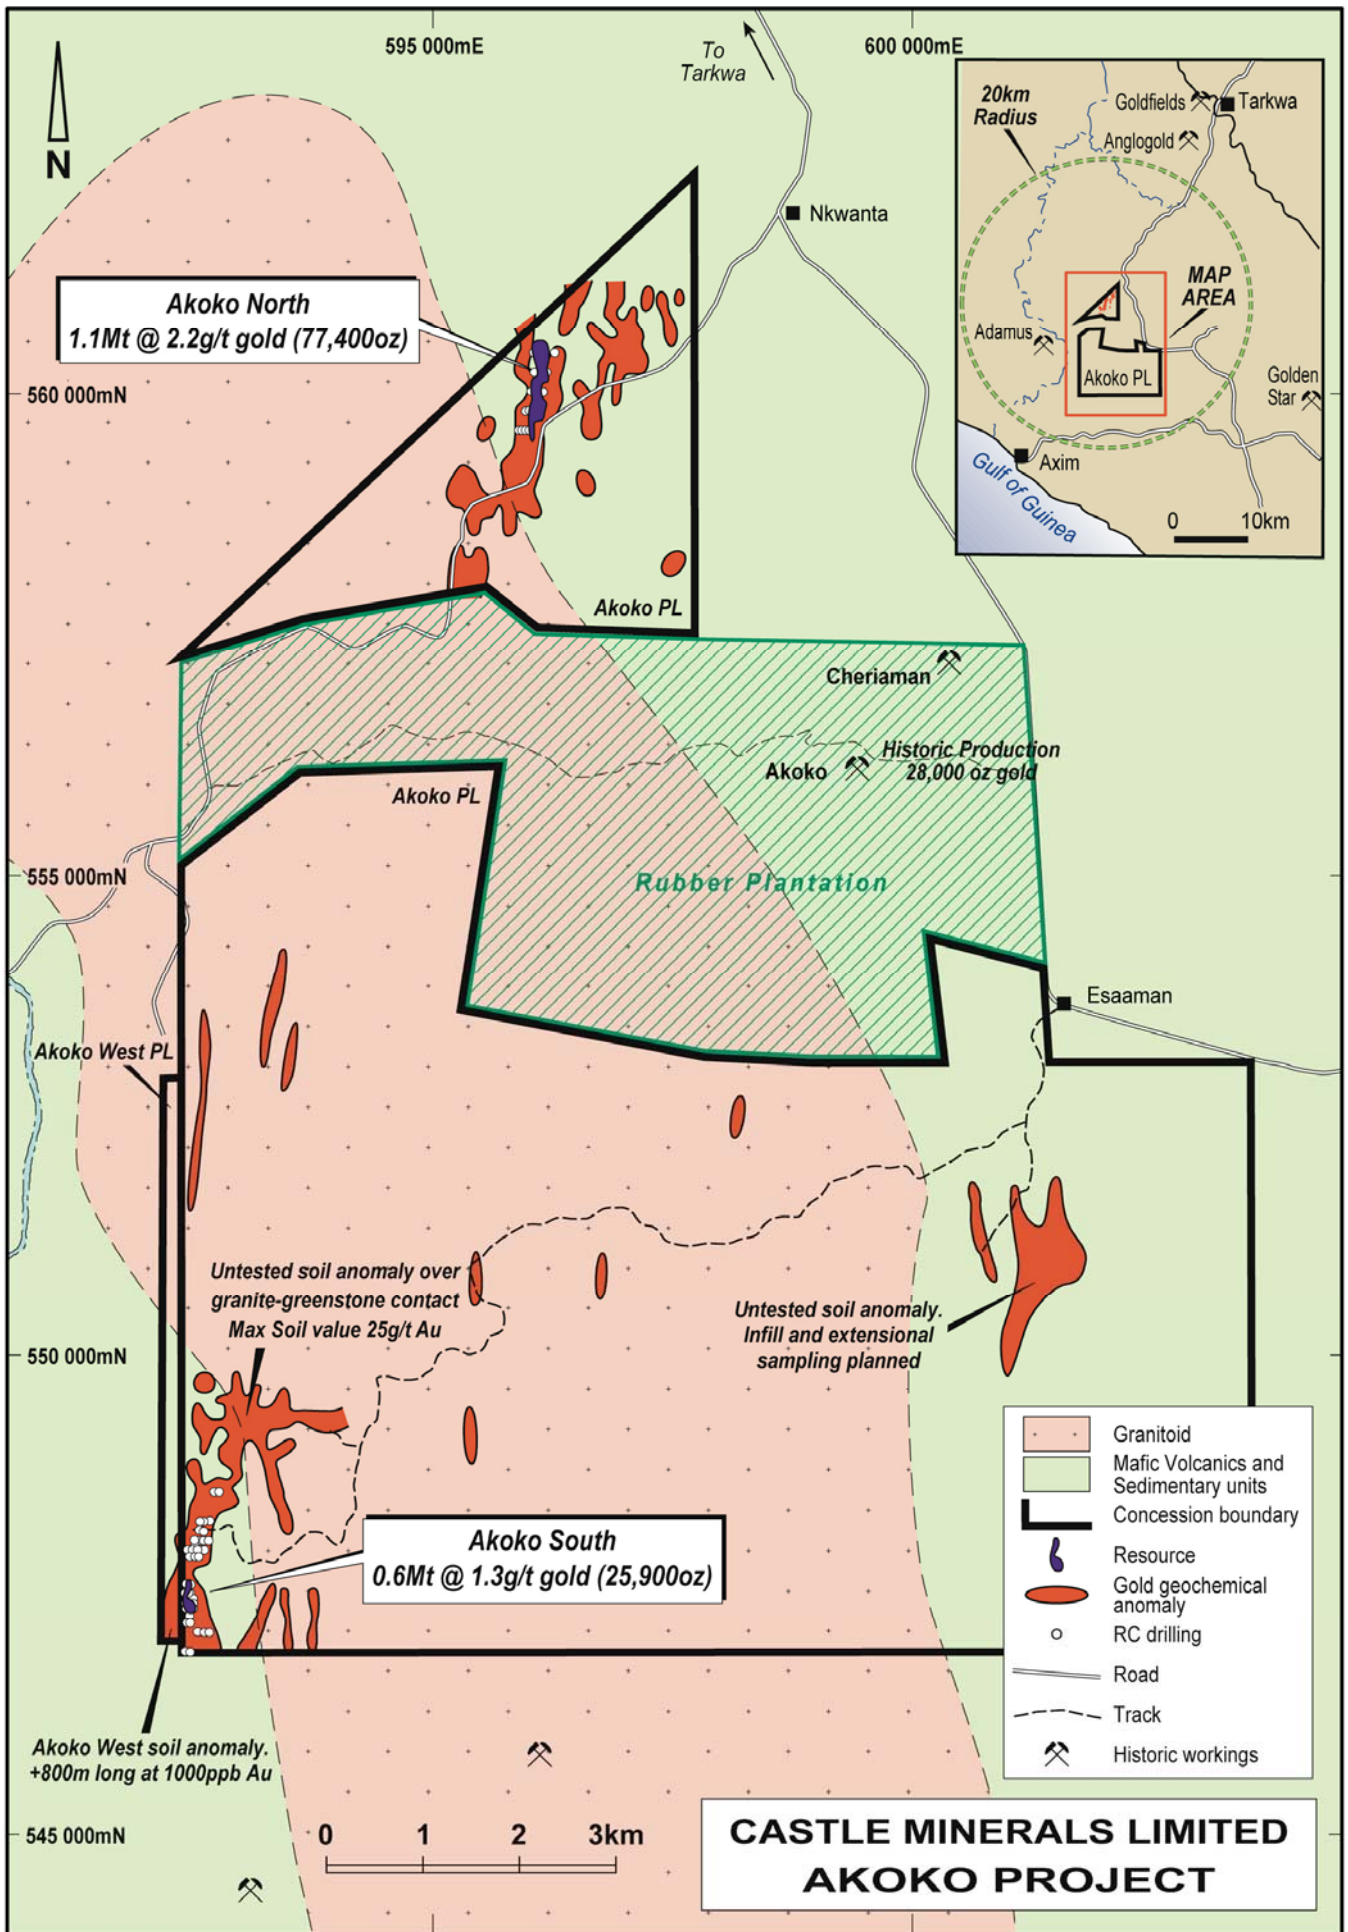 595 000mE
600 000mE
To
Tarkwa
N
20km
Radius
Goldfields
Tarkwa
Anglogold
MAP
AREA
Adamus
Akoko PL
Golden
Star
Axim
Gulf of Guinea
0 10km
Nkwanta
Akoko North
1.1Mt @ 2.2g/t gold (77,400oz)
560 000mN
Akoko PL
Cheriaman
Historic Production
28,000 oz gold
Akoko
Akoko PL
555 000mN
Rubber Plantation
Esaaman
Akoko West PL
Untested soil anomaly over
granite-greenstone contact
Max Soil value 25g/t Au
Untested soil anomaly.
Infill and extensional
sampling planned
550 000mN
Akoko South
0.6Mt @ 1.3g/t gold (25,900oz)
Granitoid
Mafic Volcanics and
Sedimentary units
Concession boundary
Resource
Gold geochemical
anomaly
RC drilling
Road
Track
Historic workings
Akoko West soil anomaly.
+800m long at 1000ppb Au
545 000mN
0 1 2 3km
CASTLE MINERALS LIMITED
AKOKO PROJECT